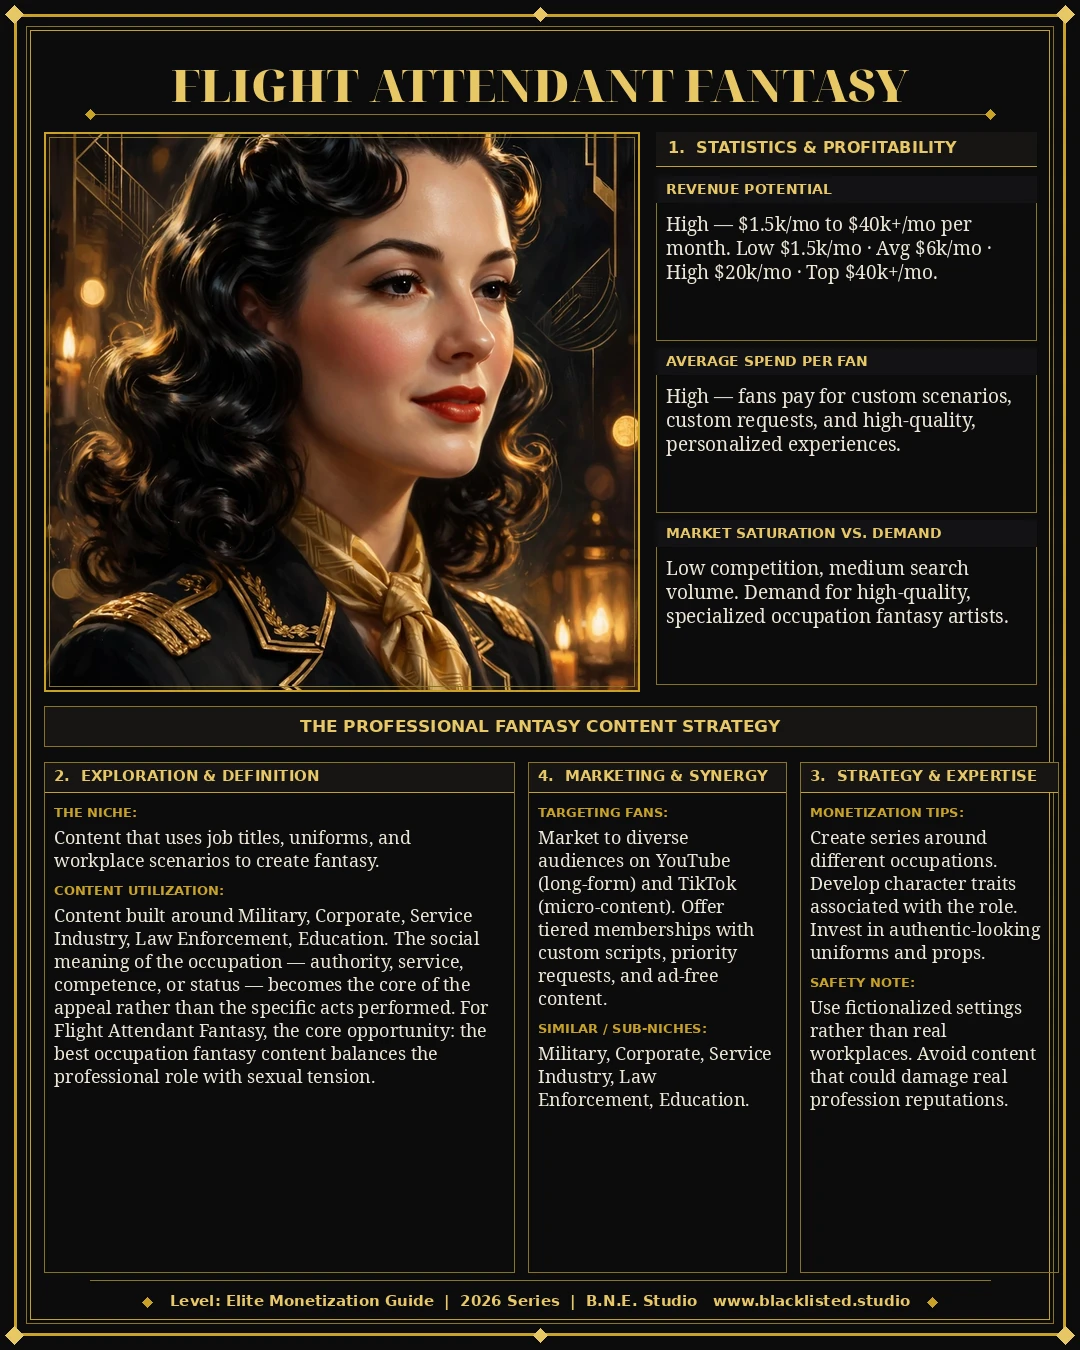 FLIGHT ATTENDANT FANTASY
1. STATISTICS & PROFITABILITY
REVENUE POTENTIAL
High — $1.5k/mo to $40k+/mo per
month. Low $1.5k/mo · Avg $6k/mo ·
High $20k/mo · Top $40k+/mo.
AVERAGE SPEND PER FAN
High — fans pay for custom scenarios,
custom requests, and high-quality,
personalized experiences.
MARKET SATURATION VS. DEMAND
Low competition, medium search
volume. Demand for high-quality,
specialized occupation fantasy artists.
THE PROFESSIONAL FANTASY CONTENT STRATEGY
2. EXPLORATION & DEFINITION
THE NICHE:
Content that uses job titles, uniforms, and
workplace scenarios to create fantasy.
CONTENT UTILIZATION:
Content built around Military, Corporate, Service
Industry, Law Enforcement, Education. The social
meaning of the occupation — authority, service,
competence, or status — becomes the core of the
appeal rather than the specific acts performed. For
Flight Attendant Fantasy, the core opportunity: the
best occupation fantasy content balances the
professional role with sexual tension.
4. MARKETING & SYNERGY
TARGETING FANS:
Market to diverse
audiences on YouTube
(long-form) and TikTok
(micro-content). Offer
tiered memberships with
custom scripts, priority
requests, and ad-free
content.
SIMILAR / SUB-NICHES:
Military, Corporate, Service
Industry, Law
Enforcement, Education.
3. STRATEGY & EXPERTISE
MONETIZATION TIPS:
Create series around
different occupations.
Develop character traits
associated with the role.
Invest in authentic-looking
uniforms and props.
SAFETY NOTE:
Use fictionalized settings
rather than real
workplaces. Avoid content
that could damage real
profession reputations.
Level: Elite Monetization Guide | 2026 Series | B.N.E. Studio www.blacklisted.studio